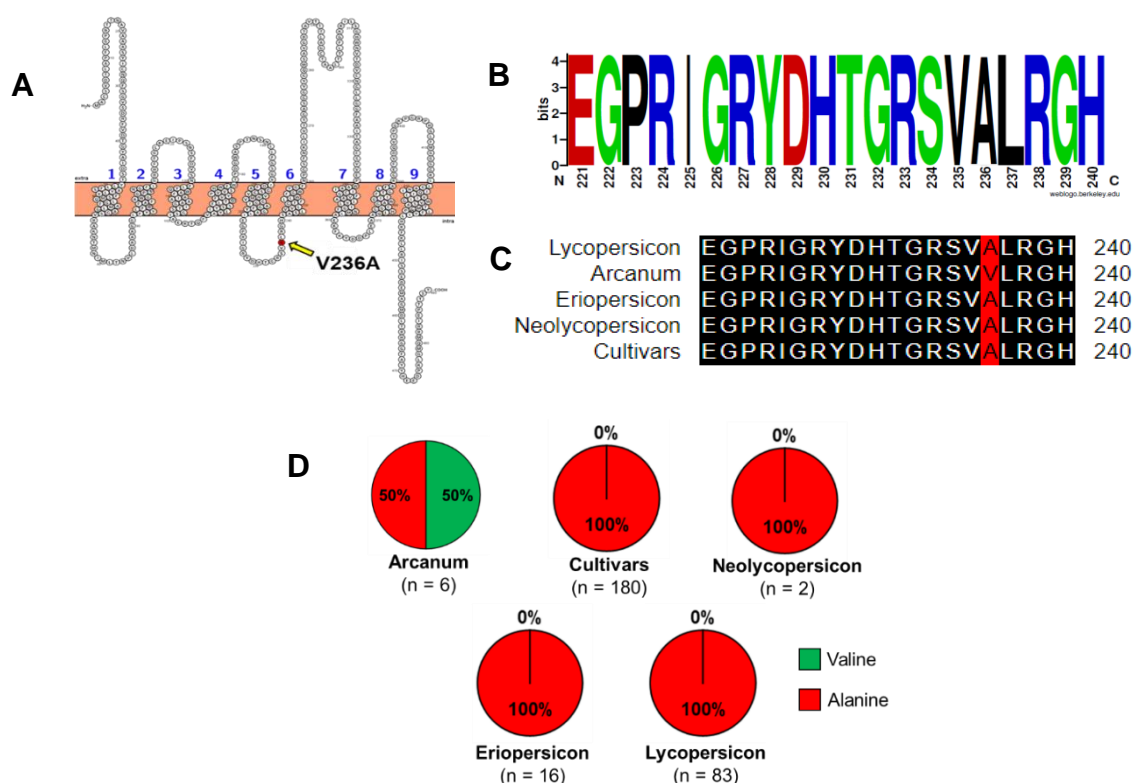 A
1 2 3 4 5 6 7 8 9
extra
intra
V236A
B
bits
4
3
2
1
0
EGPRIGRYDHTGRSVALRGH
N 221 222 223 224 225 226 227 228 229 230 231 232 233 234 235 236 237 238 239 240 C
weblogo.berkeley.edu
C
Lycopersicon EGPRIGRYDHTGRSVALRGH 240
Arcanum EGPRIGRYDHTGRSVVLRGH 240
Eriopersicon EGPRIGRYDHTGRSVALRGH 240
Neolycopersicon EGPRIGRYDHTGRSVALRGH 240
Cultivars EGPRIGRYDHTGRSVALRGH 240
D
50% 50%
Arcanum
(n = 6)
0%
100%
Cultivars
(n = 180)
0%
100%
Neolycopersicon
(n = 2)
0%
100%
Eriopersicon
(n = 16)
0%
100%
Lycopersicon
(n = 83)
Valine
Alanine